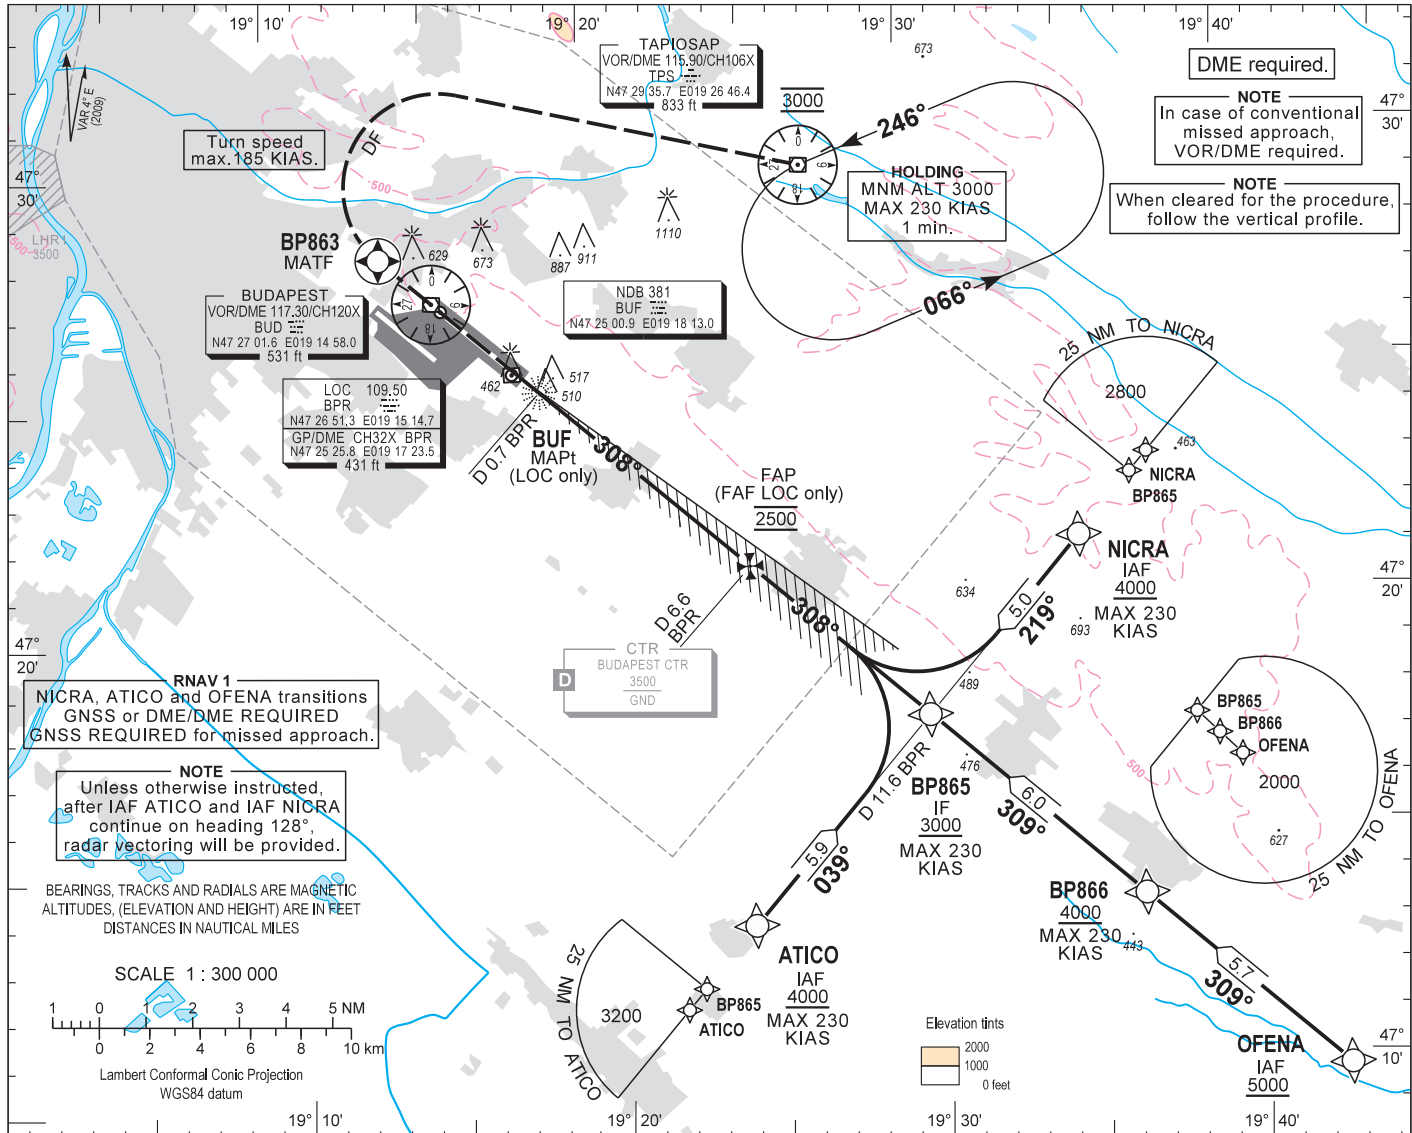 19° 10'
19° 20'
19° 30'
19° 40'
673
TAPIOSAP
VOR/DME 115.90/CH106X
TPS
N47 29 35.7 E019 26 46.4
833 ft
DME required.
NOTE
In case of conventional
missed approach,
VOR/DME required.
NOTE
When cleared for the procedure,
follow the vertical profile.
47°
30'
VAR 4° E
(2009)
Turn speed
max.185 KIAS.
DF
3000
0
9
18
27
246°
HOLDING
MNM ALT 3000
MAX 230 KIAS
1 min.
066°
47°
30'
500
500
LHR1
3500
BP863
MATF
629
673
887
911
1110
BUDAPEST
VOR/DME 117.30/CH120X
BUD
N47 27 01.6 E019 14 58.0
531 ft
0
9
18
27
NDB 381
BUF
N47 25 00.9 E019 18 13.0
LOC 109.50
BPR
N47 26 51.3 E019 15 14.7
GP/DME CH32X BPR
N47 25 25.8 E019 17 23.5
431 ft
462
517
510
D 0.7 BPR
BUF
MAPt
(LOC only)
308°
FAP
(FAF LOC only)
2500
25 NM TO NICRA
2800
463
NICRA
BP865
NICRA
IAF
4000
MAX 230
KIAS
5.0
219°
634
693
47°
20'
47°
20'
D 6.6
BPR
308°
CTR
BUDAPEST CTR
3500
GND
D
489
476
RNAV 1
NICRA, ATICO and OFENA transitions
GNSS or DME/DME REQUIRED
GNSS REQUIRED for missed approach.
NOTE
Unless otherwise instructed,
after IAF ATICO and IAF NICRA
continue on heading 128°,
radar vectoring will be provided.
BEARINGS, TRACKS AND RADIALS ARE MAGNETIC
ALTITUDES, (ELEVATION AND HEIGHT) ARE IN FEET
DISTANCES IN NAUTICAL MILES
D 11.6 BPR
BP865
IF
3000
MAX 230
KIAS
5.9
039°
6.0
309°
500
BP865
BP866
OFENA
2000
627
25 NM TO OFENA
BP866
4000
MAX 230
KIAS
443
5.7
309°
ATICO
IAF
4000
MAX 230
KIAS
25 NM TO ATICO
3200
BP865
ATICO
SCALE 1 : 300 000
1 0 1 2 3 4 5 NM
0 2 4 6 8 10 km
Lambert Conformal Conic Projection
WGS84 datum
Elevation tints
2000
1000
0 feet
OFENA
IAF
5000
47°
10'
19° 10'
19° 20'
19° 30'
19° 40'